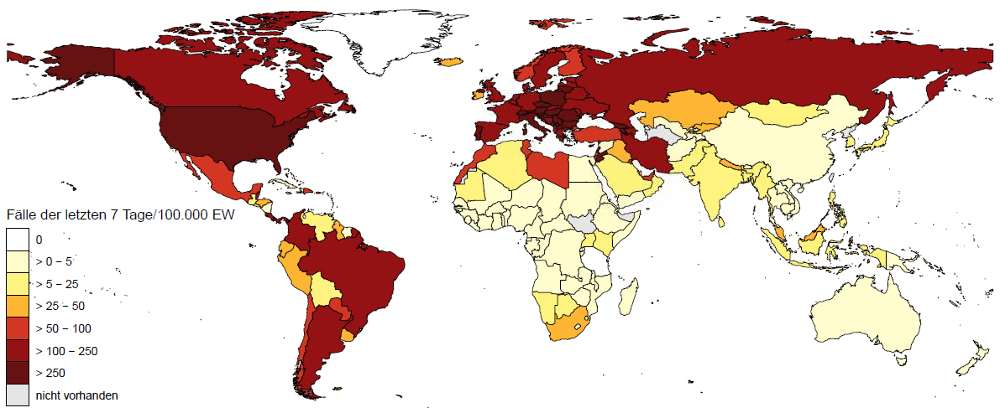 Fälle der letzten 7 Tage/100.000 EW
0
> 0 – 5
> 5 – 25
> 25 – 50
> 50 – 100
> 100 – 250
> 250
nicht vorhanden